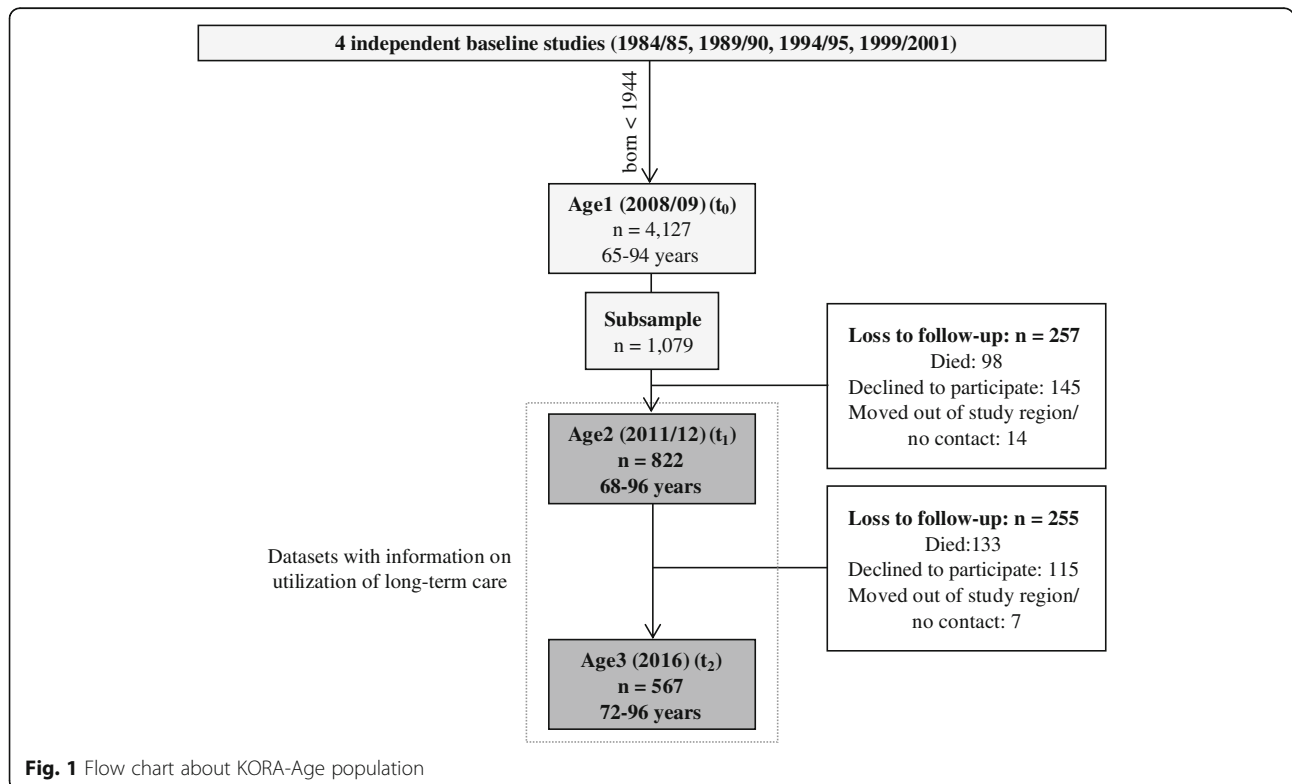 4 independent baseline studies (1984/85, 1989/90, 1994/95, 1999/2001)
born < 1944
Age1 (2008/09) (t₀)
n = 4,127
65-94 years
Subsample
n = 1,079
Loss to follow-up: n = 257
Died: 98
Declined to participate: 145
Moved out of study region/
no contact: 14
Age2 (2011/12) (t₁)
n = 822
68-96 years
Loss to follow-up: n = 255
Died:133
Declined to participate: 115
Moved out of study region/
no contact: 7
Datasets with information on
utilization of long-term care
Age3 (2016) (t₂)
n = 567
72-96 years
Fig. 1 Flow chart about KORA-Age population